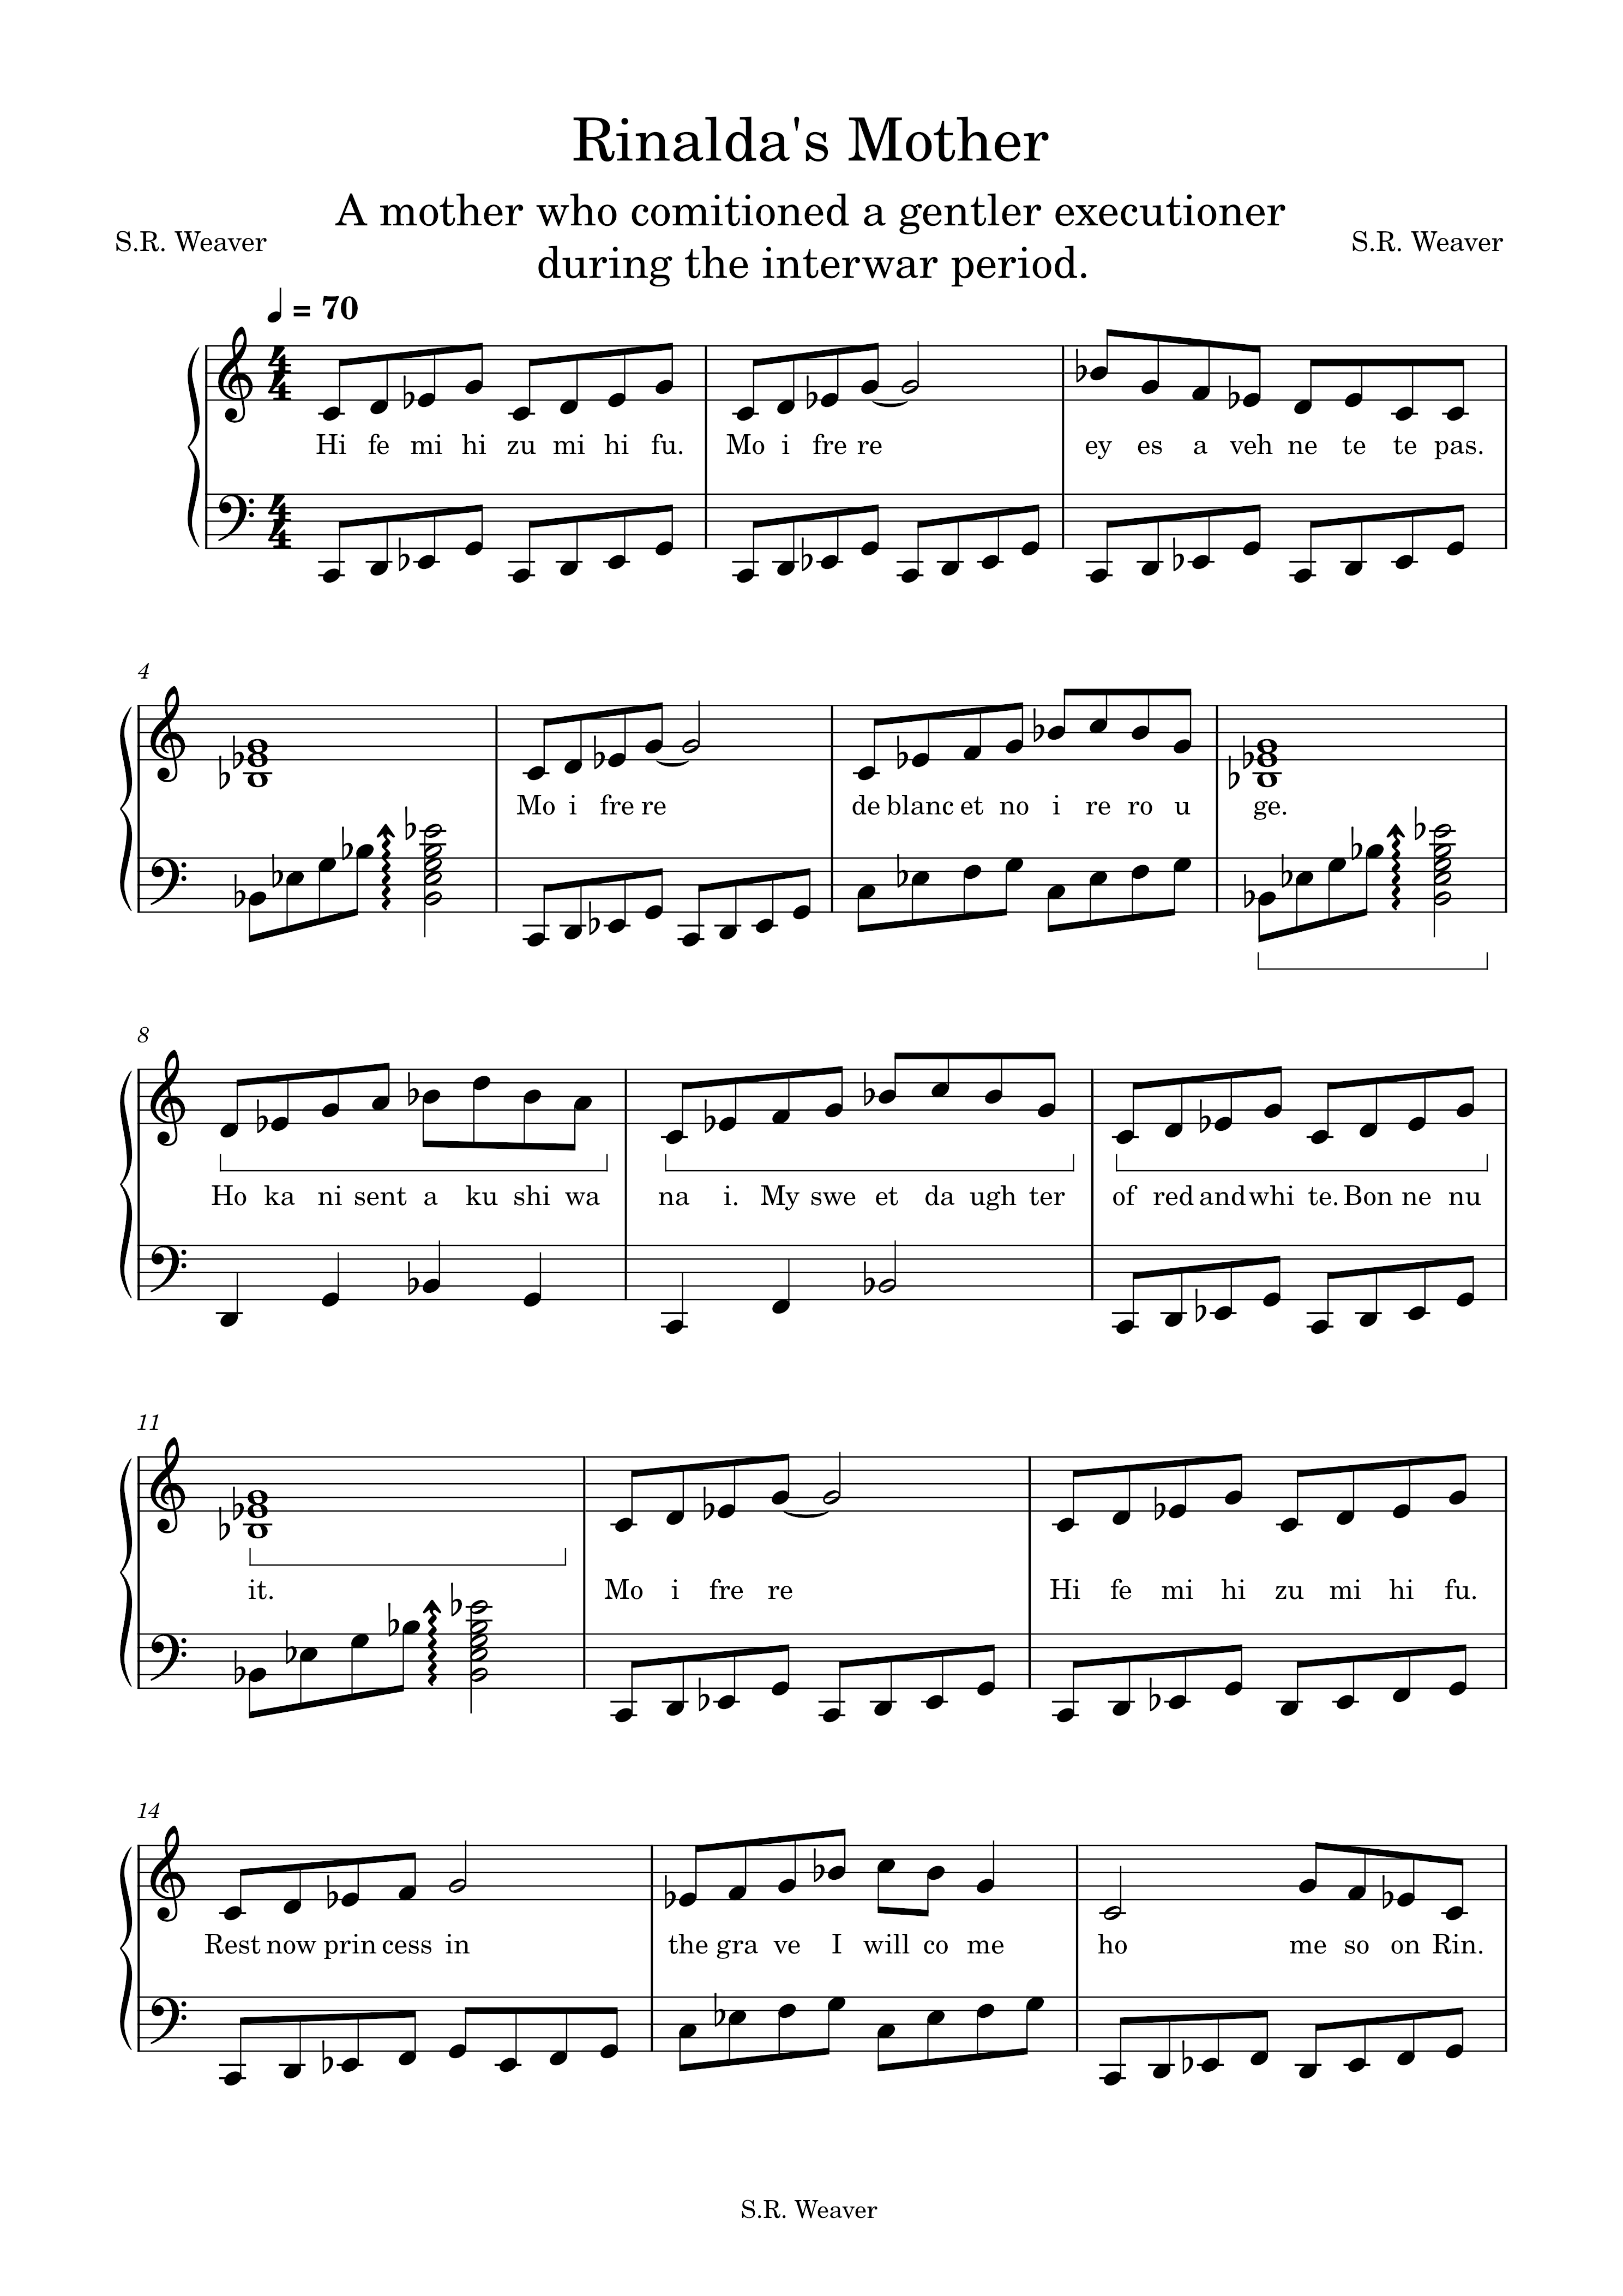 Rinalda's Mother
A mother who comitioned a gentler executioner
during the interwar period.
S.R. Weaver
S.R. Weaver
= 70
4
4
Hi fe mi hi zu mi hi fu. Mo i fre re ey es a veh ne te te pas.
4
4
4
Mo i fre re de blanc et no i re ro u ge.
8
Ho ka ni sent a ku shi wa na i. My swe et da ugh ter of red and whi te. Bon ne nu
11
it. Mo i fre re Hi fe mi hi zu mi hi fu.
14
Rest now prin cess in the gra ve I will co me ho me so on Rin.
S.R. Weaver